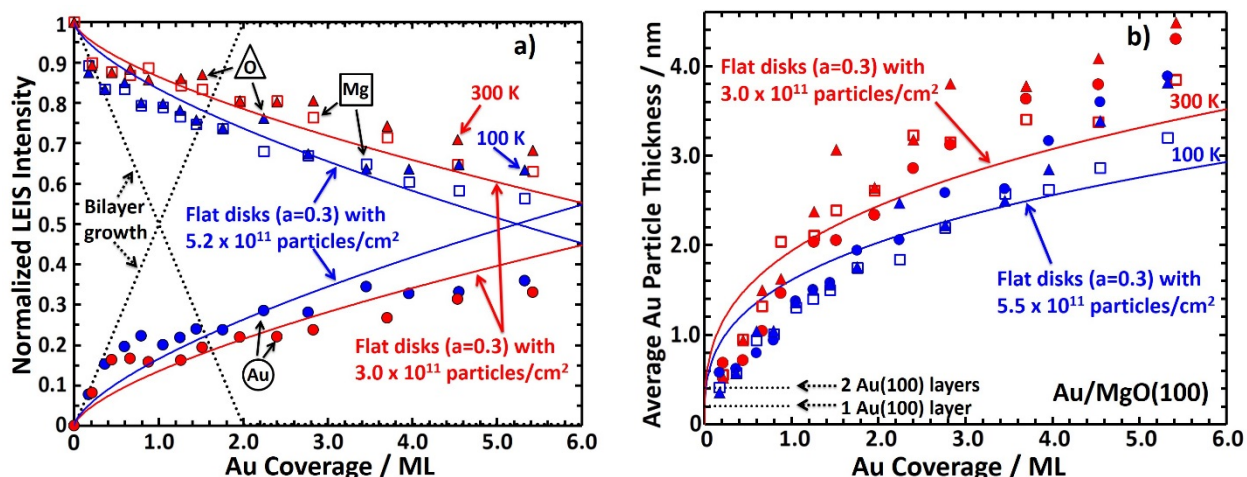 a)
Normalized LEIS Intensity
1
0.9
0.8
0.7
0.6
0.5
0.4
0.3
0.2
0.1
0
O
Mg
300 K
100 K
Bilayer
growth
Flat disks (a=0.3) with
5.2 x 10¹¹ particles/cm²
Au
Flat disks (a=0.3) with
3.0 x 10¹¹ particles/cm²
0
1.0
2.0
3.0
4.0
5.0
6.0
Au Coverage / ML
b)
Average Au Particle Thickness / nm
4.0
3.0
2.0
1.0
0.0
Flat disks (a=0.3) with
3.0 x 10¹¹ particles/cm²
300 K
100 K
Flat disks (a=0.3) with
5.5 x 10¹¹ particles/cm²
2 Au(100) layers
1 Au(100) layer
Au/MgO(100)
0.0
1.0
2.0
3.0
4.0
5.0
6.0
Au Coverage / ML